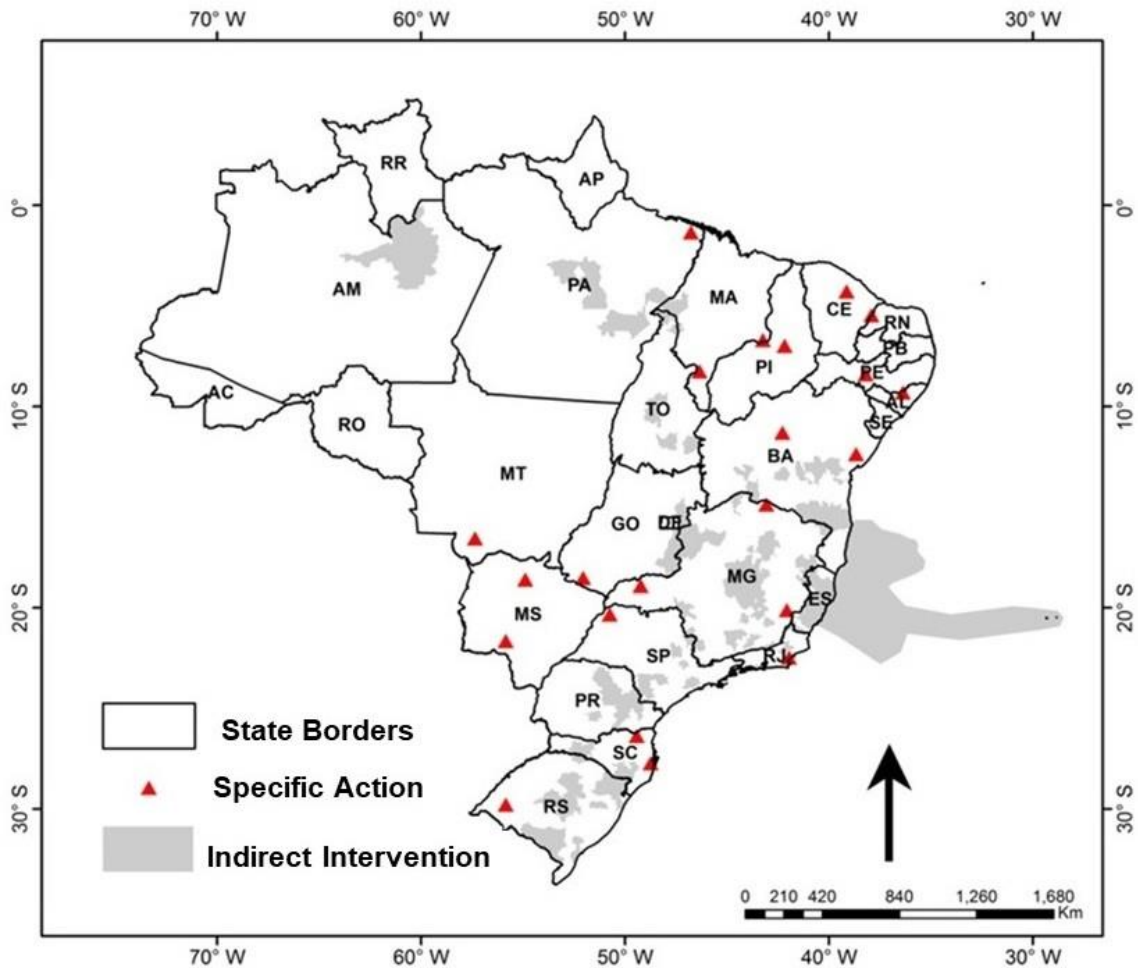 70° W 60° W 50° W 40° W 30° W
0° 0°
10°S 10°S
20°S 20°S
30°S 30°S
RR
AP
AM
PA
MA
CE
RN
PB
PI
PE
AL
SE
AC
RO
TO
BA
MT
GO
DF
MG
ES
MS
SP
RJ
PR
SC
RS
State Borders
Specific Action
Indirect Intervention
0 210 420 840 1,260 1,680
Km
70° W 60° W 50° W 40° W 30° W